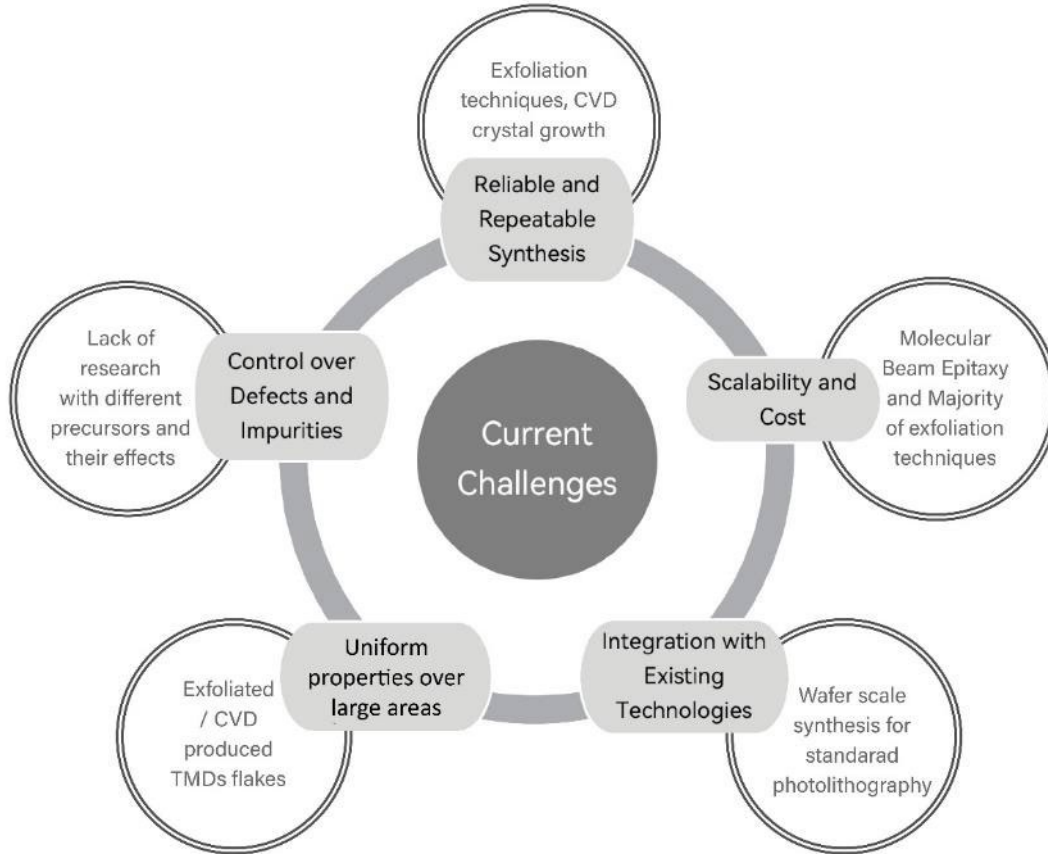 Exfoliation
techniques, CVD
crystal growth
Reliable and
Repeatable
Synthesis
Lack of
research
with different
precursors and
their effects
Control over
Defects and
Impurities
Current
Challenges
Scalability and
Cost
Molecular
Beam Epitaxy
and Majority
of exfoliation
techniques
Exfoliated
/ CVD
produced
TMDs flakes
Uniform
properties over
large areas
Integration with
Existing
Technologies
Wafer scale
synthesis for
standarad
photolithography